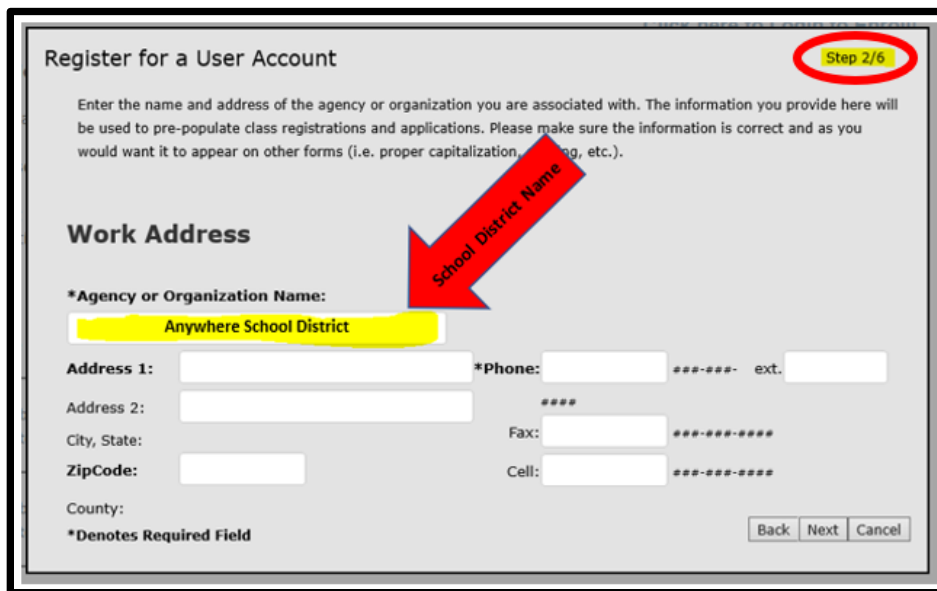 Click here to Login to Enroll
Register for a User Account
Step 2/6
Enter the name and address of the agency or organization you are associated with. The information you provide here will
be used to pre-populate class registrations and applications. Please make sure the information is correct and as you
would want it to appear on other forms (i.e. proper capitalization, ng, etc.).
School District Name
Work Address
*Agency or Organization Name:
Anywhere School District
Address 1:
*Phone:
###-###- ext.
####
Address 2:
Fax:
###-###-####
City, State:
ZipCode:
Cell:
###-###-####
County:
*Denotes Required Field
Back Next Cancel